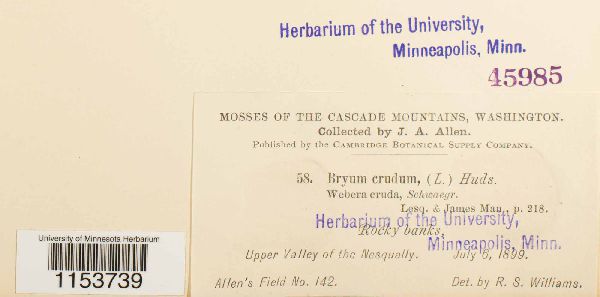 Herbarium of the University,
Minneapolis, Minn.
45985
MOSSES OF THE CASCADE MOUNTAINS, WASHINGTON.
Collected by J. A. Allen.
Published by the CAMBRIDGE BOTANICAL SUPPLY COMPANY.
58. Bryum crudum, (L.) Huds.
Webera cruda, Schwaegr.
Lesq. & James Man., p. 218.
Herbarium of the University,
Rocky banks,
Minneapolis, Minn.
Upper Valley of the Nesqually. July 6, 1899.
Allen's Field No. 142. Det. by R. S. Williams.
University of Minnesota Herbarium
1153739